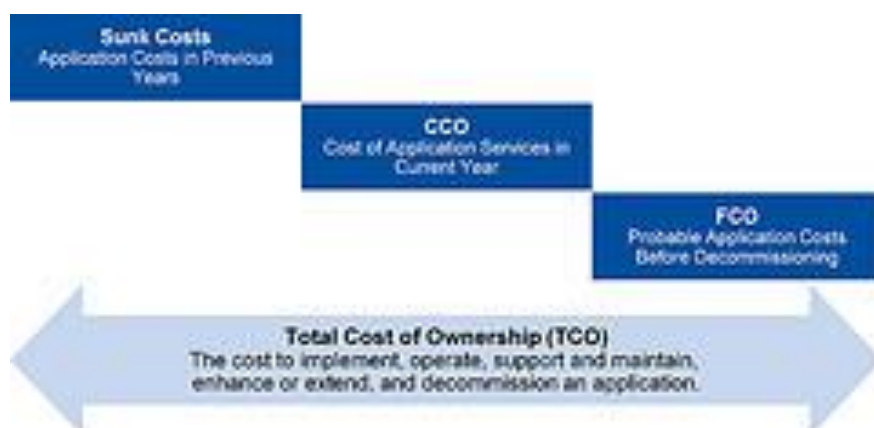 Sunk Costs
Application Costs in Previous
Years
CCO
Cost of Application Services in
Current Year
FCO
Probable Application Costs
Before Decommissioning
Total Cost of Ownership (TCO)
The cost to implement, operate, support and maintain,
enhance or extend, and decommission an application.